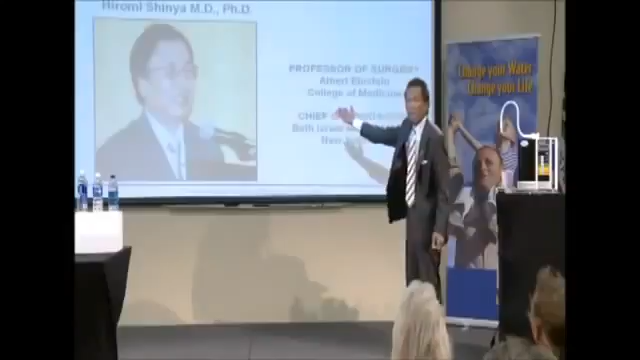 Hiromi Shinya M.D., Ph.D.
PROFESSOR OF SURGERY
Albert Einstein
College of Medicine
CHIEF
Beth Israel
New
Change your Water
Change your Life